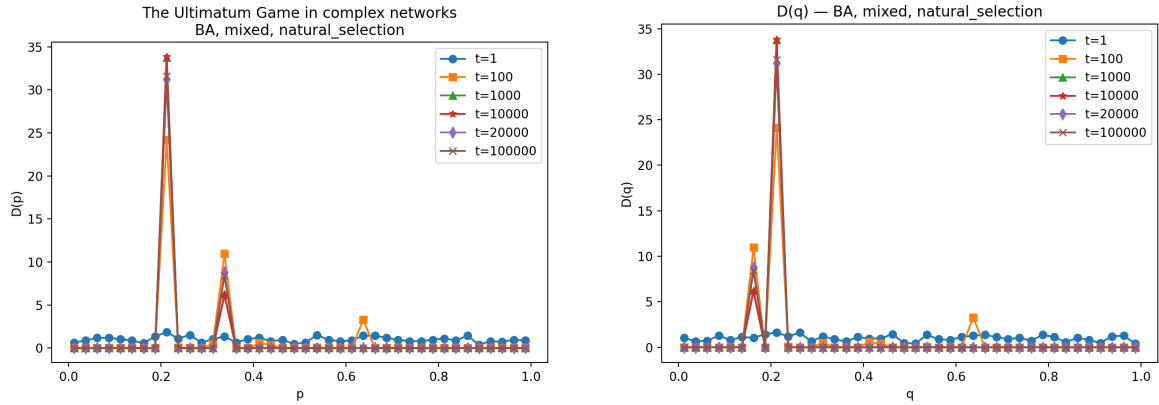 The Ultimatum Game in complex networks
BA, mixed, natural_selection
35
30
25
20
15
10
5
0
D(p)
0.0 0.2 0.4 0.6 0.8 1.0
p
t=1
t=100
t=1000
t=10000
t=20000
t=100000
D(q) — BA, mixed, natural_selection
35
30
25
20
15
10
5
0
D(q)
0.0 0.2 0.4 0.6 0.8 1.0
q
t=1
t=100
t=1000
t=10000
t=20000
t=100000